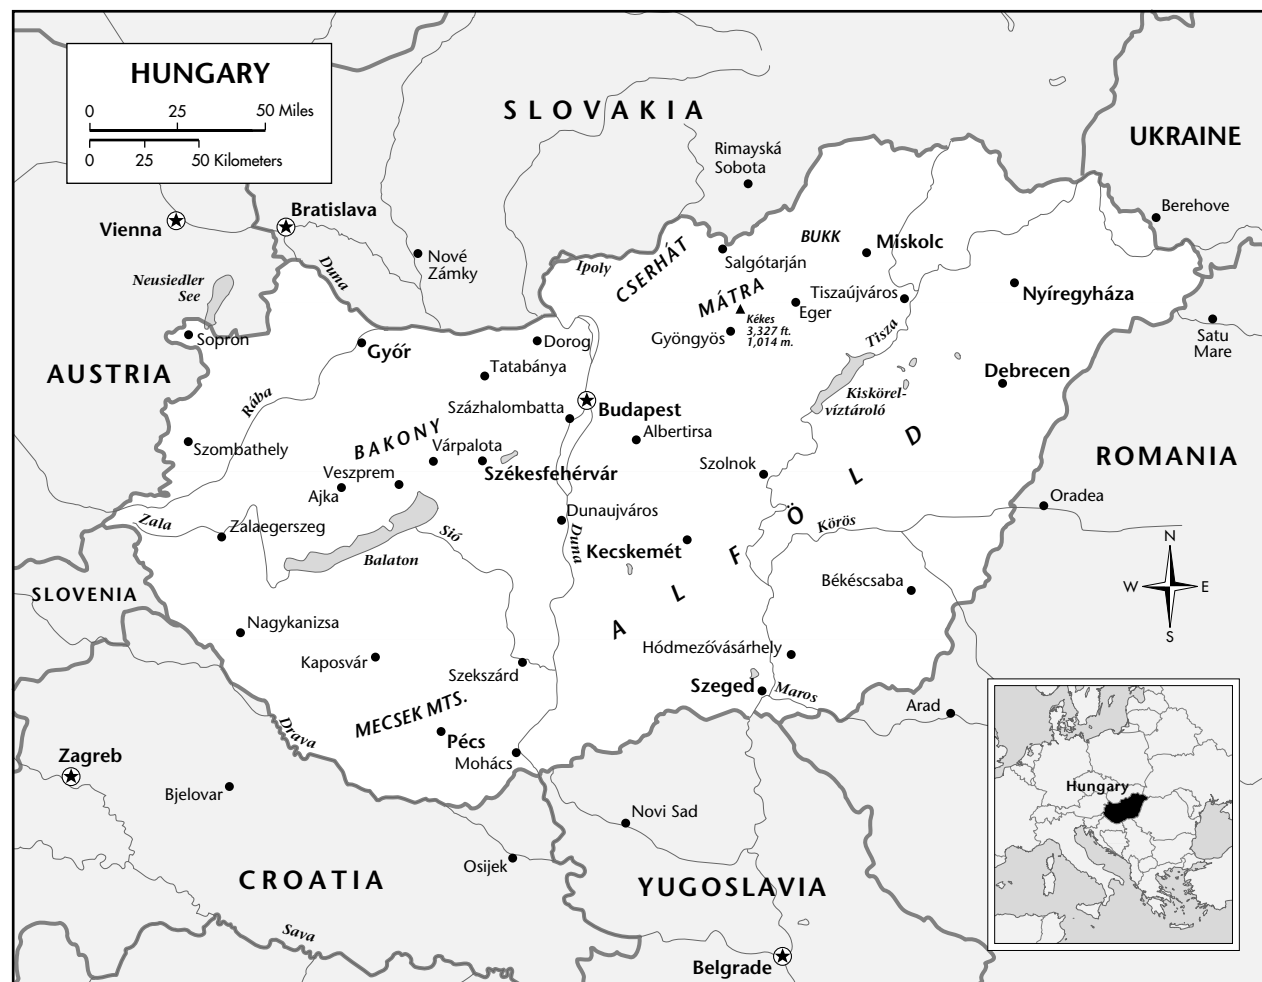 HUNGARY
0 25 50 Miles
0 25 50 Kilometers
SLOVAKIA
UKRAINE
Rimayská
Sobota
Berehove
Vienna
Bratislava
Nové
Zámky
Duna
Neusiedler
See
Ipoly
CSERHÁT
Salgótarján
BUKK
Miskolc
MÁTRA
Kékes
3,327 ft.
1,014 m.
Tiszaújváros
Eger
Gyöngyös
Nyíregyháza
Tisza
Satu
Mare
Sopron
AUSTRIA
Győr
Dorog
Tatabánya
Rába
Százhalombatta
Budapest
Albertirsa
Kiskörel-
víztároló
Debrecen
Szombathely
BAKONY
Várpalota
Veszprem
Székesfehérvár
Ajka
Szolnok
ROMANIA
Oradea
Zala
Zalaegerszeg
Sió
Balaton
Dunaujváros
Duna
Kecskemét
ALFÖLD
Körös
Békéscsaba
N
W E
S
SLOVENIA
Nagykanizsa
Kaposvár
Szekszárd
Hódmezővásárhely
Szeged
Maros
Arad
MECSEK MTS.
Pécs
Mohács
Drava
Zagreb
Bjelovar
Novi Sad
Osijek
CROATIA
YUGOSLAVIA
Sava
Belgrade
Hungary